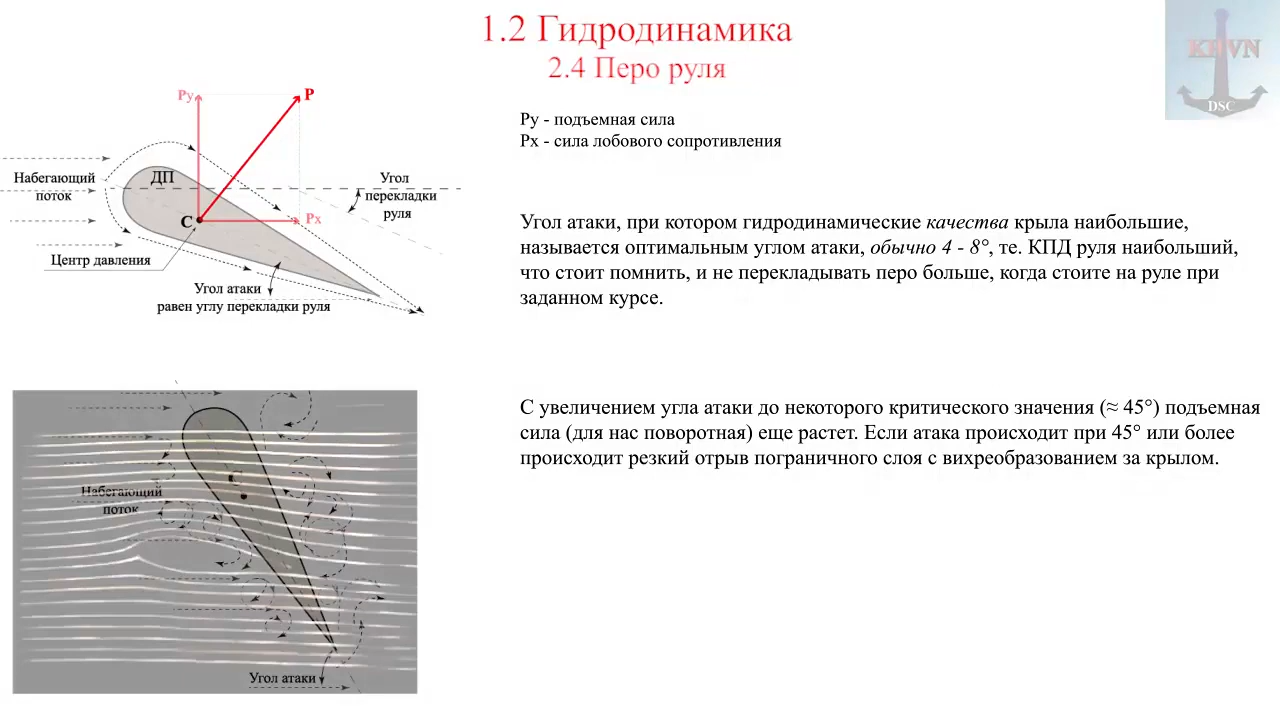 1.2 Гидродинамика
2.4 Перо руля
KHVN
DSC
Py
P
Набегающий
поток
ДП
Угол
перекладки
руля
C
Px
Центр давления
Угол атаки
равен углу перекладки руля
Py - подъемная сила
Px - сила лобового сопротивления
Угол атаки, при котором гидродинамические качества крыла наибольшие,
называется оптимальным углом атаки, обычно 4 - 8°, те. КПД руля наибольший,
что стоит помнить, и не перекладывать перо больше, когда стоите на руле при
заданном курсе.
С увеличением угла атаки до некоторого критического значения (≈ 45°) подъемная
сила (для нас поворотная) еще растет. Если атака происходит при 45° или более
происходит резкий отрыв пограничного слоя с вихреобразованием за крылом.
C
Набегающий
поток
Угол атаки